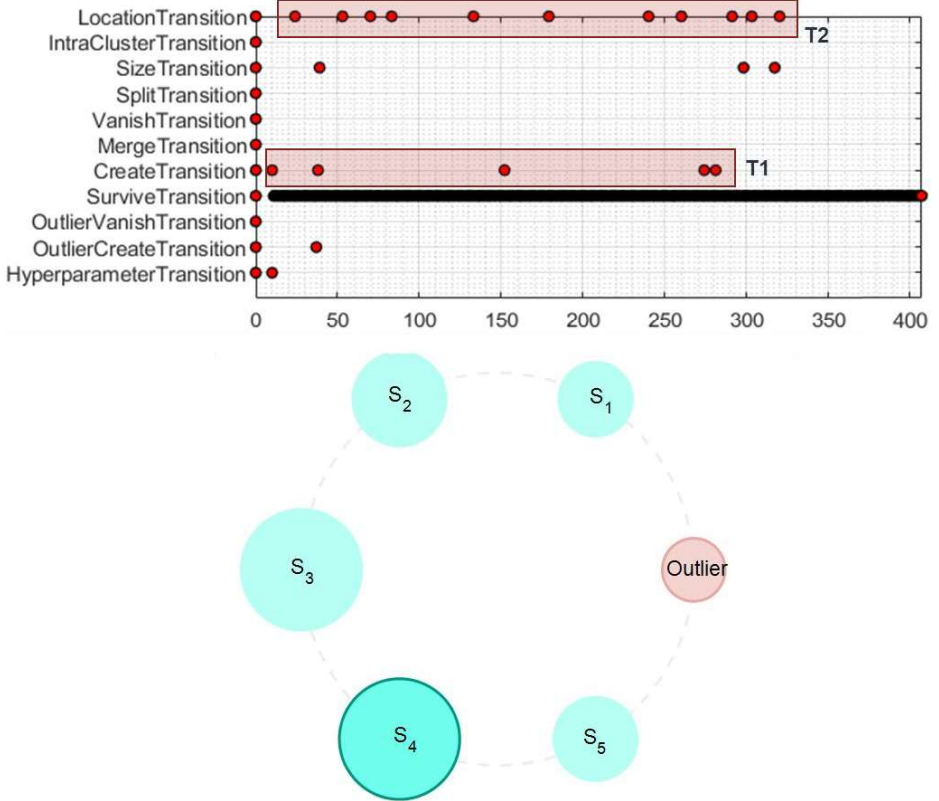 LocationTransition
T2
IntraClusterTransition
SizeTransition
SplitTransition
VanishTransition
MergeTransition
CreateTransition
T1
SurviveTransition
OutlierVanishTransition
OutlierCreateTransition
HyperparameterTransition
0 50 100 150 200 250 300 350 400
S2 S1
S3 Outlier
S4 S5